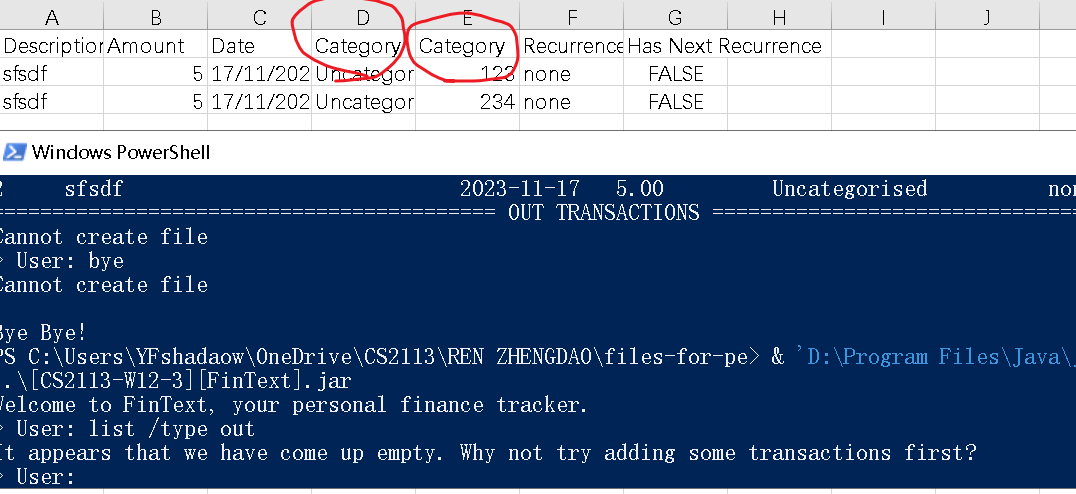 A B C D E F G H I J
Description Amount Date Category Category Recurrence Has Next Recurrence
sfsdf 5 17/11/202 Uncategor 123 none FALSE
sfsdf 5 17/11/202 Uncategor 234 none FALSE
Windows PowerShell
2 sfsdf 2023-11-17 5.00 Uncategorised non
========================================== OUT TRANSACTIONS ==============================
Cannot create file
> User: bye
Cannot create file
Bye Bye!
PS C:\Users\YFshadaow\OneDrive\CS2113\REN ZHENGDAO\files-for-pe> & 'D:\Program Files\Java\j
.\[CS2113-W12-3][FinText].jar
Welcome to FinText, your personal finance tracker.
> User: list /type out
It appears that we have come up empty. Why not try adding some transactions first?
> User: